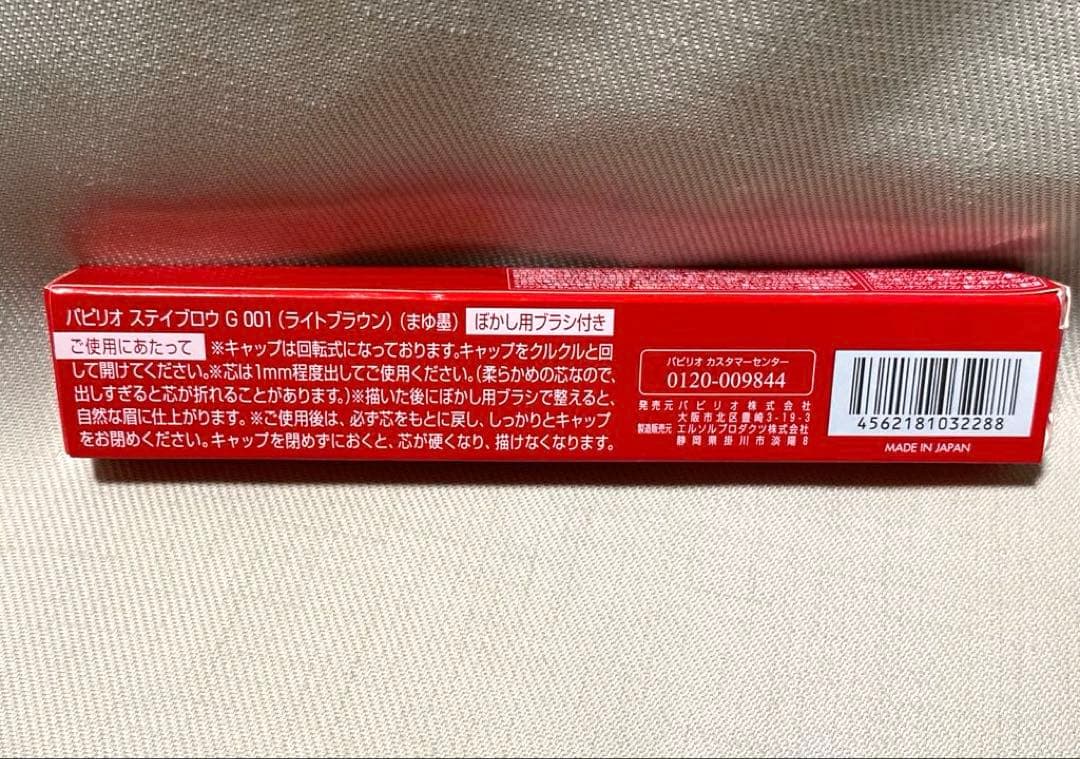 パピリオ ステイブロウ G 001（ライトブラウン）（まゆ墨） ぼかし用ブラシ付き
ご使用にあたって ※キャップは回転式になっております。キャップをクルクルと回
して開けてください。※芯は1mm程度出してご使用ください。（柔らかめの芯なので、
出しすぎると芯が折れることがあります。）※描いた後にぼかし用ブラシで整えると、
自然な眉に仕上がります。※ご使用後は、必ず芯をもとに戻し、しっかりとキャップ
をお閉めください。キャップを閉めずにおくと、芯が硬くなり、描けなくなります。
パピリオ カスタマーセンター
0120-009844
発売元 パピリオ株式会社
大阪市北区豊崎3-19-3
製造販売元 エルソルプロダクツ株式会社
静岡県掛川市淡陽8
4562181032288
MADE IN JAPAN